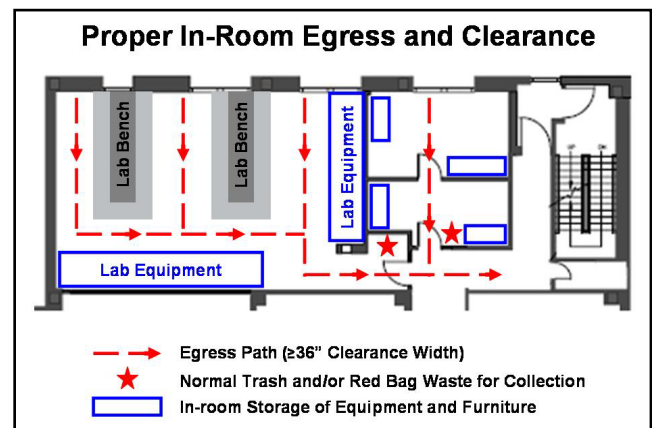 Proper In-Room Egress and Clearance
Lab Bench
Lab Bench
Lab Equipment
Lab Equipment
Egress Path (≥36” Clearance Width)
Normal Trash and/or Red Bag Waste for Collection
In-room Storage of Equipment and Furniture